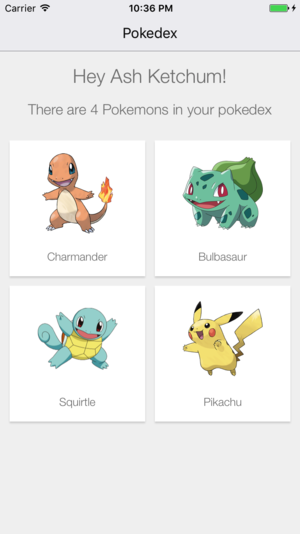 Carrier 10:36 PM
Pokedex
Hey Ash Ketchum!
There are 4 Pokemons in your pokedex
Charmander Bulbasaur
Squirtle Pikachu